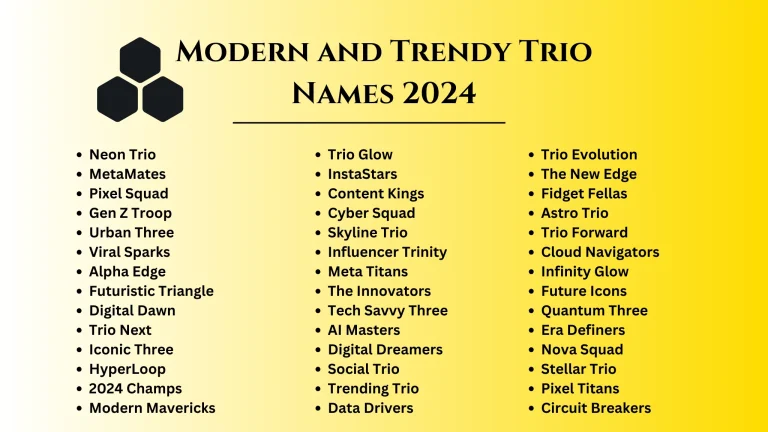 Modern and Trendy Trio
Names 2024
Neon Trio
MetaMates
Pixel Squad
Gen Z Troop
Urban Three
Viral Sparks
Alpha Edge
Futuristic Triangle
Digital Dawn
Trio Next
Iconic Three
HyperLoop
2024 Champs
Modern Mavericks
Trio Glow
InstaStars
Content Kings
Cyber Squad
Skyline Trio
Influencer Trinity
Meta Titans
The Innovators
Tech Savvy Three
AI Masters
Digital Dreamers
Social Trio
Trending Trio
Data Drivers
Trio Evolution
The New Edge
Fidget Fellas
Astro Trio
Trio Forward
Cloud Navigators
Infinity Glow
Future Icons
Quantum Three
Era Definers
Nova Squad
Stellar Trio
Pixel Titans
Circuit Breakers